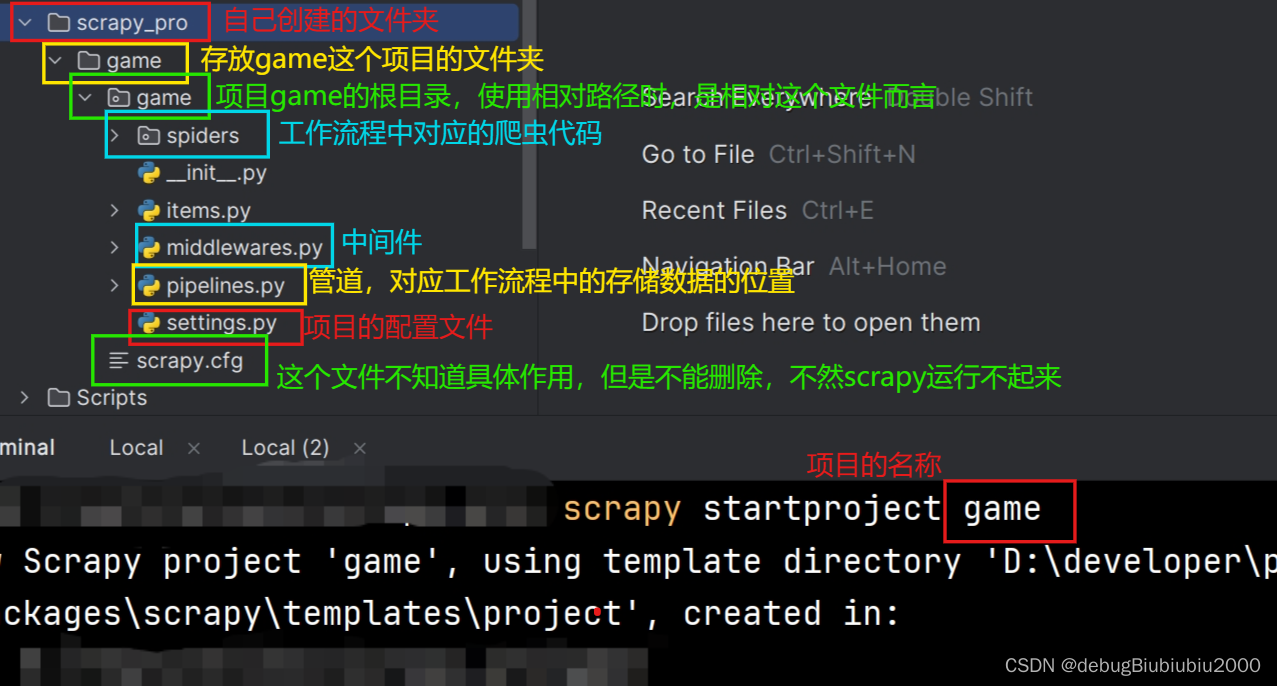 scrapy_pro 自己创建的文件夹
game 存放game这个项目的文件夹
game 项目game的根目录，使用相对路径时，是相对这个文件而言
Search Everywhere Double Shift
spiders 工作流程中对应的爬虫代码
Go to File Ctrl+Shift+N
__init__.py
items.py
Recent Files Ctrl+E
middlewares.py 中间件
Navigation Bar Alt+Home
pipelines.py 管道，对应工作流程中的存储数据的位置
settings.py 项目的配置文件
Drop files here to open them
scrapy.cfg 这个文件不知道具体作用，但是不能删除，不然scrapy运行不起来
Scripts
minal Local × Local (2) ×
项目的名称
scrapy startproject game
Scrapy project 'game', using template directory 'D:\developer\p
ckages\scrapy\templates\project', created in:
CSDN @debugBiubiubiu2000